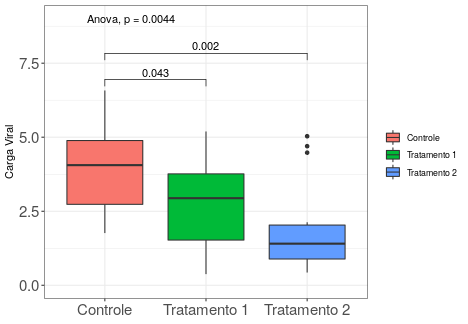 Anova, p = 0.0044
0.002
0.043
Carga Viral
7.5
5.0
2.5
0.0
Controle
Tratamento 1
Tratamento 2
Controle
Tratamento 1
Tratamento 2